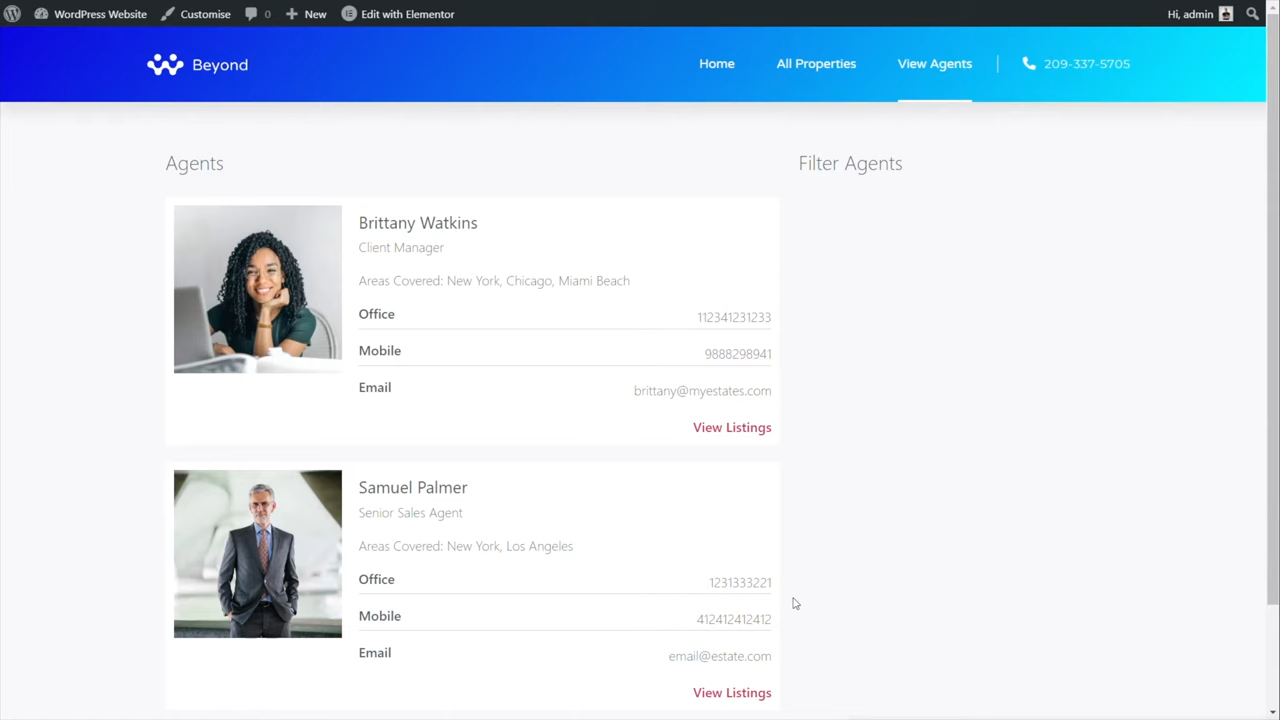 WordPress Website Customise 0 New Edit with Elementor Hi, admin
Beyond Home All Properties View Agents 209-337-5705
Agents
Filter Agents
Brittany Watkins
Client Manager
Areas Covered: New York, Chicago, Miami Beach
Office 112341231233
Mobile 9888298941
Email brittany@myestates.com
View Listings
Samuel Palmer
Senior Sales Agent
Areas Covered: New York, Los Angeles
Office 1231333221
Mobile 412412412412
Email email@estate.com
View Listings